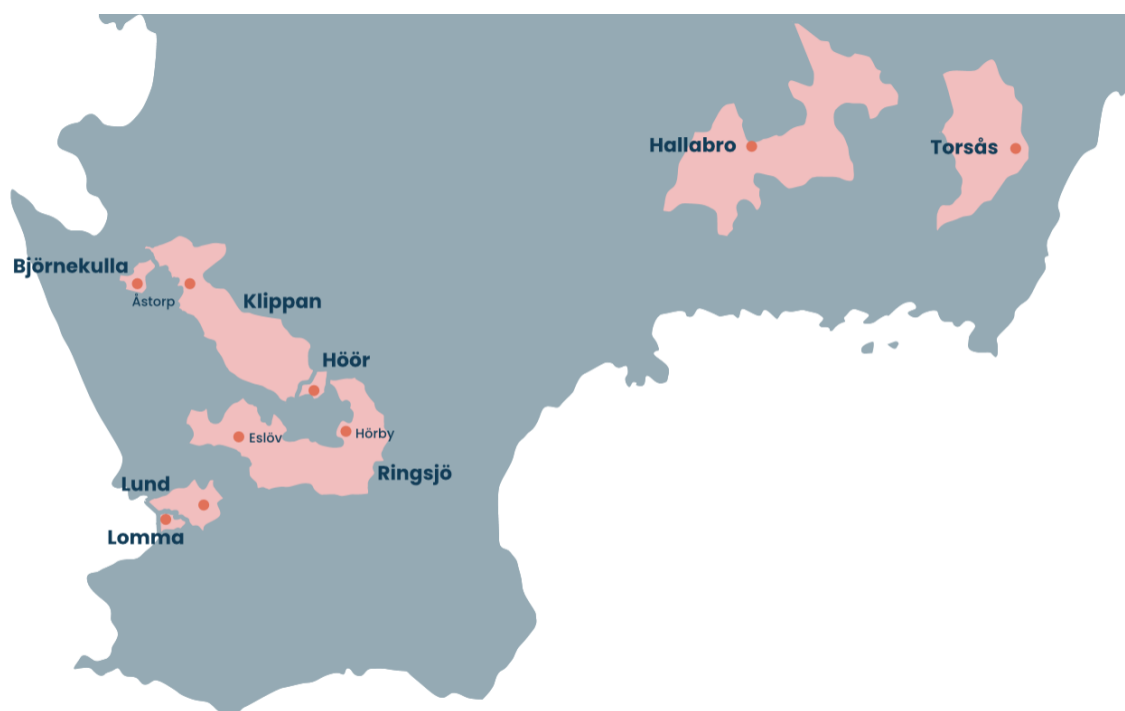 Hallabro
Torsås
Björnekulla
Åstorp
Klippan
Höör
Eslöv
Hörby
Ringsjö
Lund
Lomma